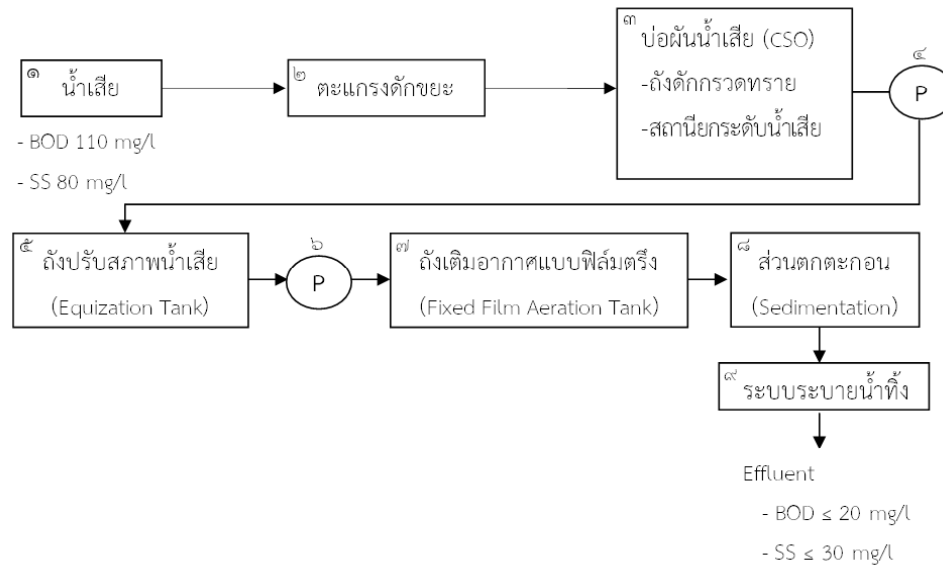 ๑ น้ำเสีย
- BOD 110 mg/l
- SS 80 mg/l
๒ ตะแกรงดักขยะ
๓ บ่อผันน้ำเสีย (CSO)
-ถังดักกรวดทราย
-สถานียกระดับน้ำเสีย
๔
P
๕ ถังปรับสภาพน้ำเสีย
(Equization Tank)
๖
P
๗ ถังเติมอากาศแบบฟิล์มตรึง
(Fixed Film Aeration Tank)
๘ ส่วนตกตะกอน
(Sedimentation)
๙ ระบบระบายน้ำทิ้ง
Effluent
- BOD ≤ 20 mg/l
- SS ≤ 30 mg/l